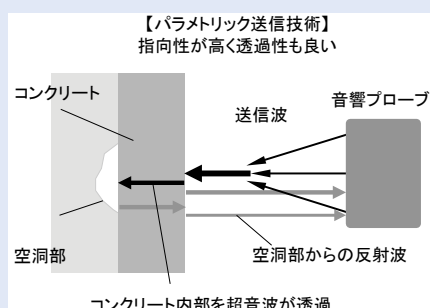 【パラメトリック送信技術】
指向性が高く透過性も良い
コンクリート
送信波
音響プローブ
空洞部
空洞部からの反射波
コンクリート内部を超音波が透過